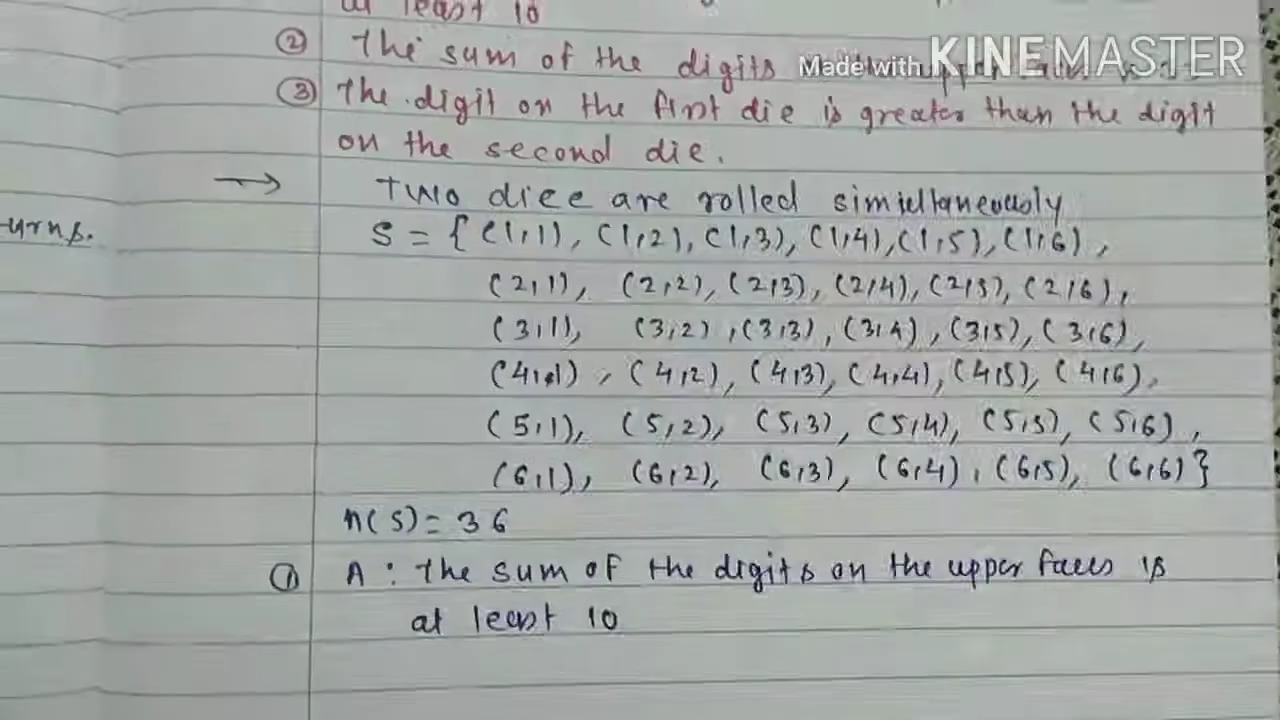 at least 10
② The sum of the digits
Made with KINEMASTER
③ The digit on the first die is greater than the digit
on the second die.
→ Two dice are rolled simultaneously
urns.
S = { (1,1), (1,2), (1,3), (1,4), (1,5), (1,6),
(2,1), (2,2), (2,3), (2,4), (2,5), (2,6),
(3,1), (3,2), (3,3), (3,4), (3,5), (3,6),
(4,1), (4,2), (4,3), (4,4), (4,5), (4,6),
(5,1), (5,2), (5,3), (5,4), (5,5), (5,6),
(6,1), (6,2), (6,3), (6,4), (6,5), (6,6)}
n(S) = 36
① A : The sum of the digits on the upper faces is
at least 10